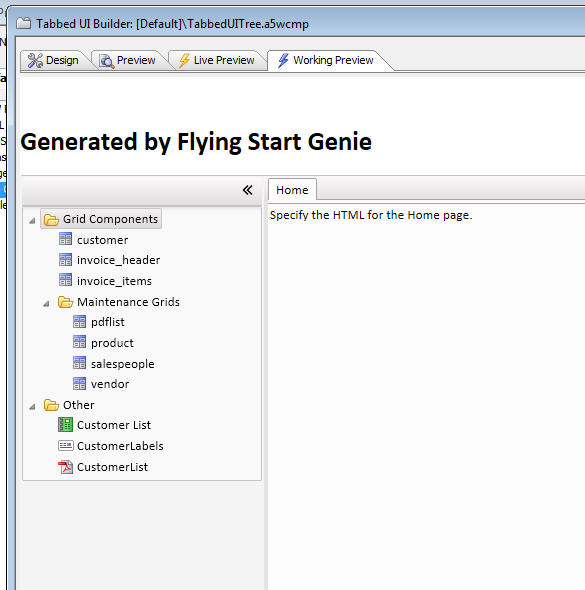 Tabbed UI Builder: [Default]\TabbedUITree.a5wcmp
Design Preview Live Preview Working Preview
Generated by Flying Start Genie
Home
Specify the HTML for the Home page.
Grid Components
customer
invoice_header
invoice_items
Maintenance Grids
pdflist
product
salespeople
vendor
Other
Customer List
CustomerLabels
CustomerList